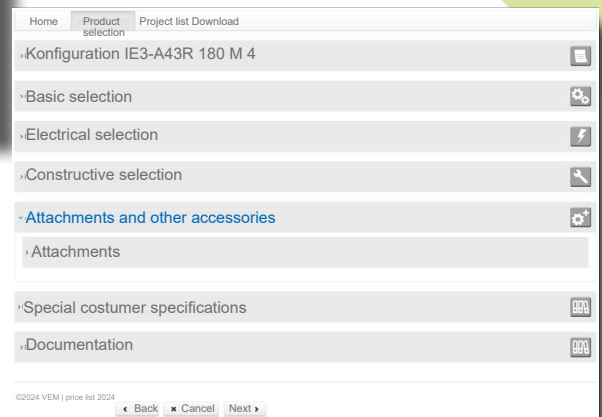 Home Product selection Project list Download
Konfiguration IE3-A43R 180 M 4
Basic selection
Electrical selection
Constructive selection
Attachments and other accessories
Attachments
Special costumer specifications
Documentation
©2024 VEM | price list 2024
Back Cancel Next